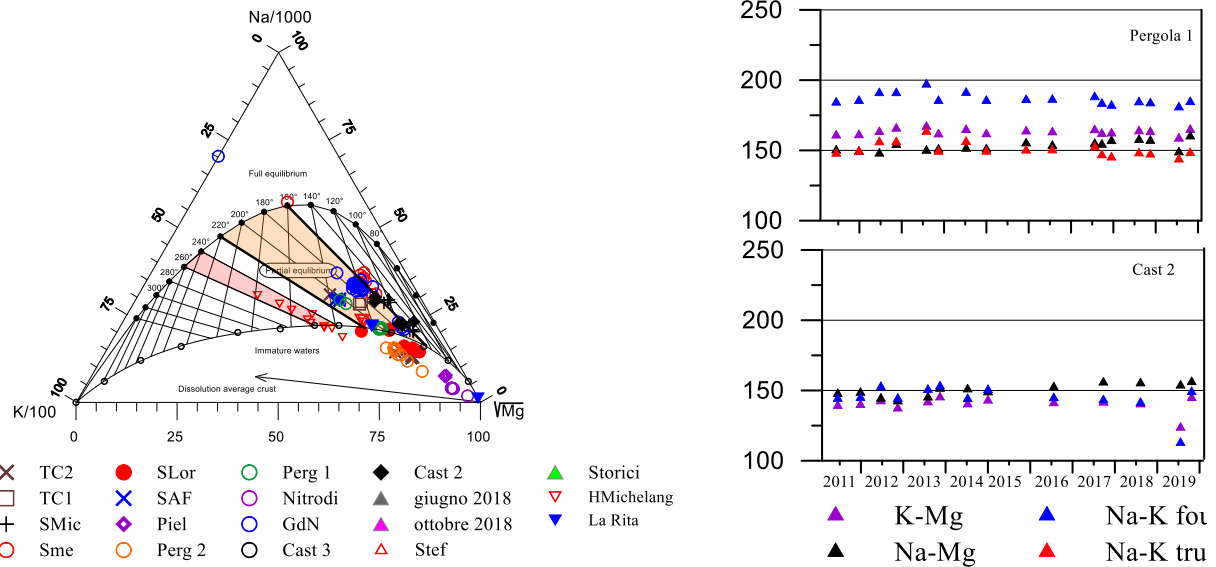 Na/1000
0
100
25
75
Full equilibrium
50
50
180° 160° 140°
200° 120°
220° 100°
240° 80°
260°
Partial equilibrium
280°
300°
75
25
Immature waters
Dissolution average crust
100
0
K/100
√Mg
0 25 50 75 100
TC2 SLor Perg 1 Cast 2 Storici
TC1 SAF Nitrodi giugno 2018 HMichelang
SMic Piel GdN ottobre 2018 La Rita
Sme Perg 2 Cast 3 Stef
250
Pergola 1
200
150
100
250
Cast 2
200
150
100
2011 2012 2013 2014 2015 2016 2017 2018 2019
K-Mg Na-K fou
Na-Mg Na-K tru